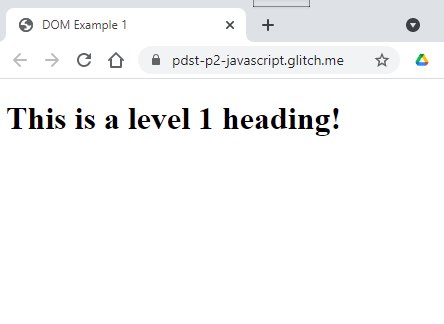 DOM Example 1
pdst-p2-javascript.glitch.me
This is a level 1 heading!